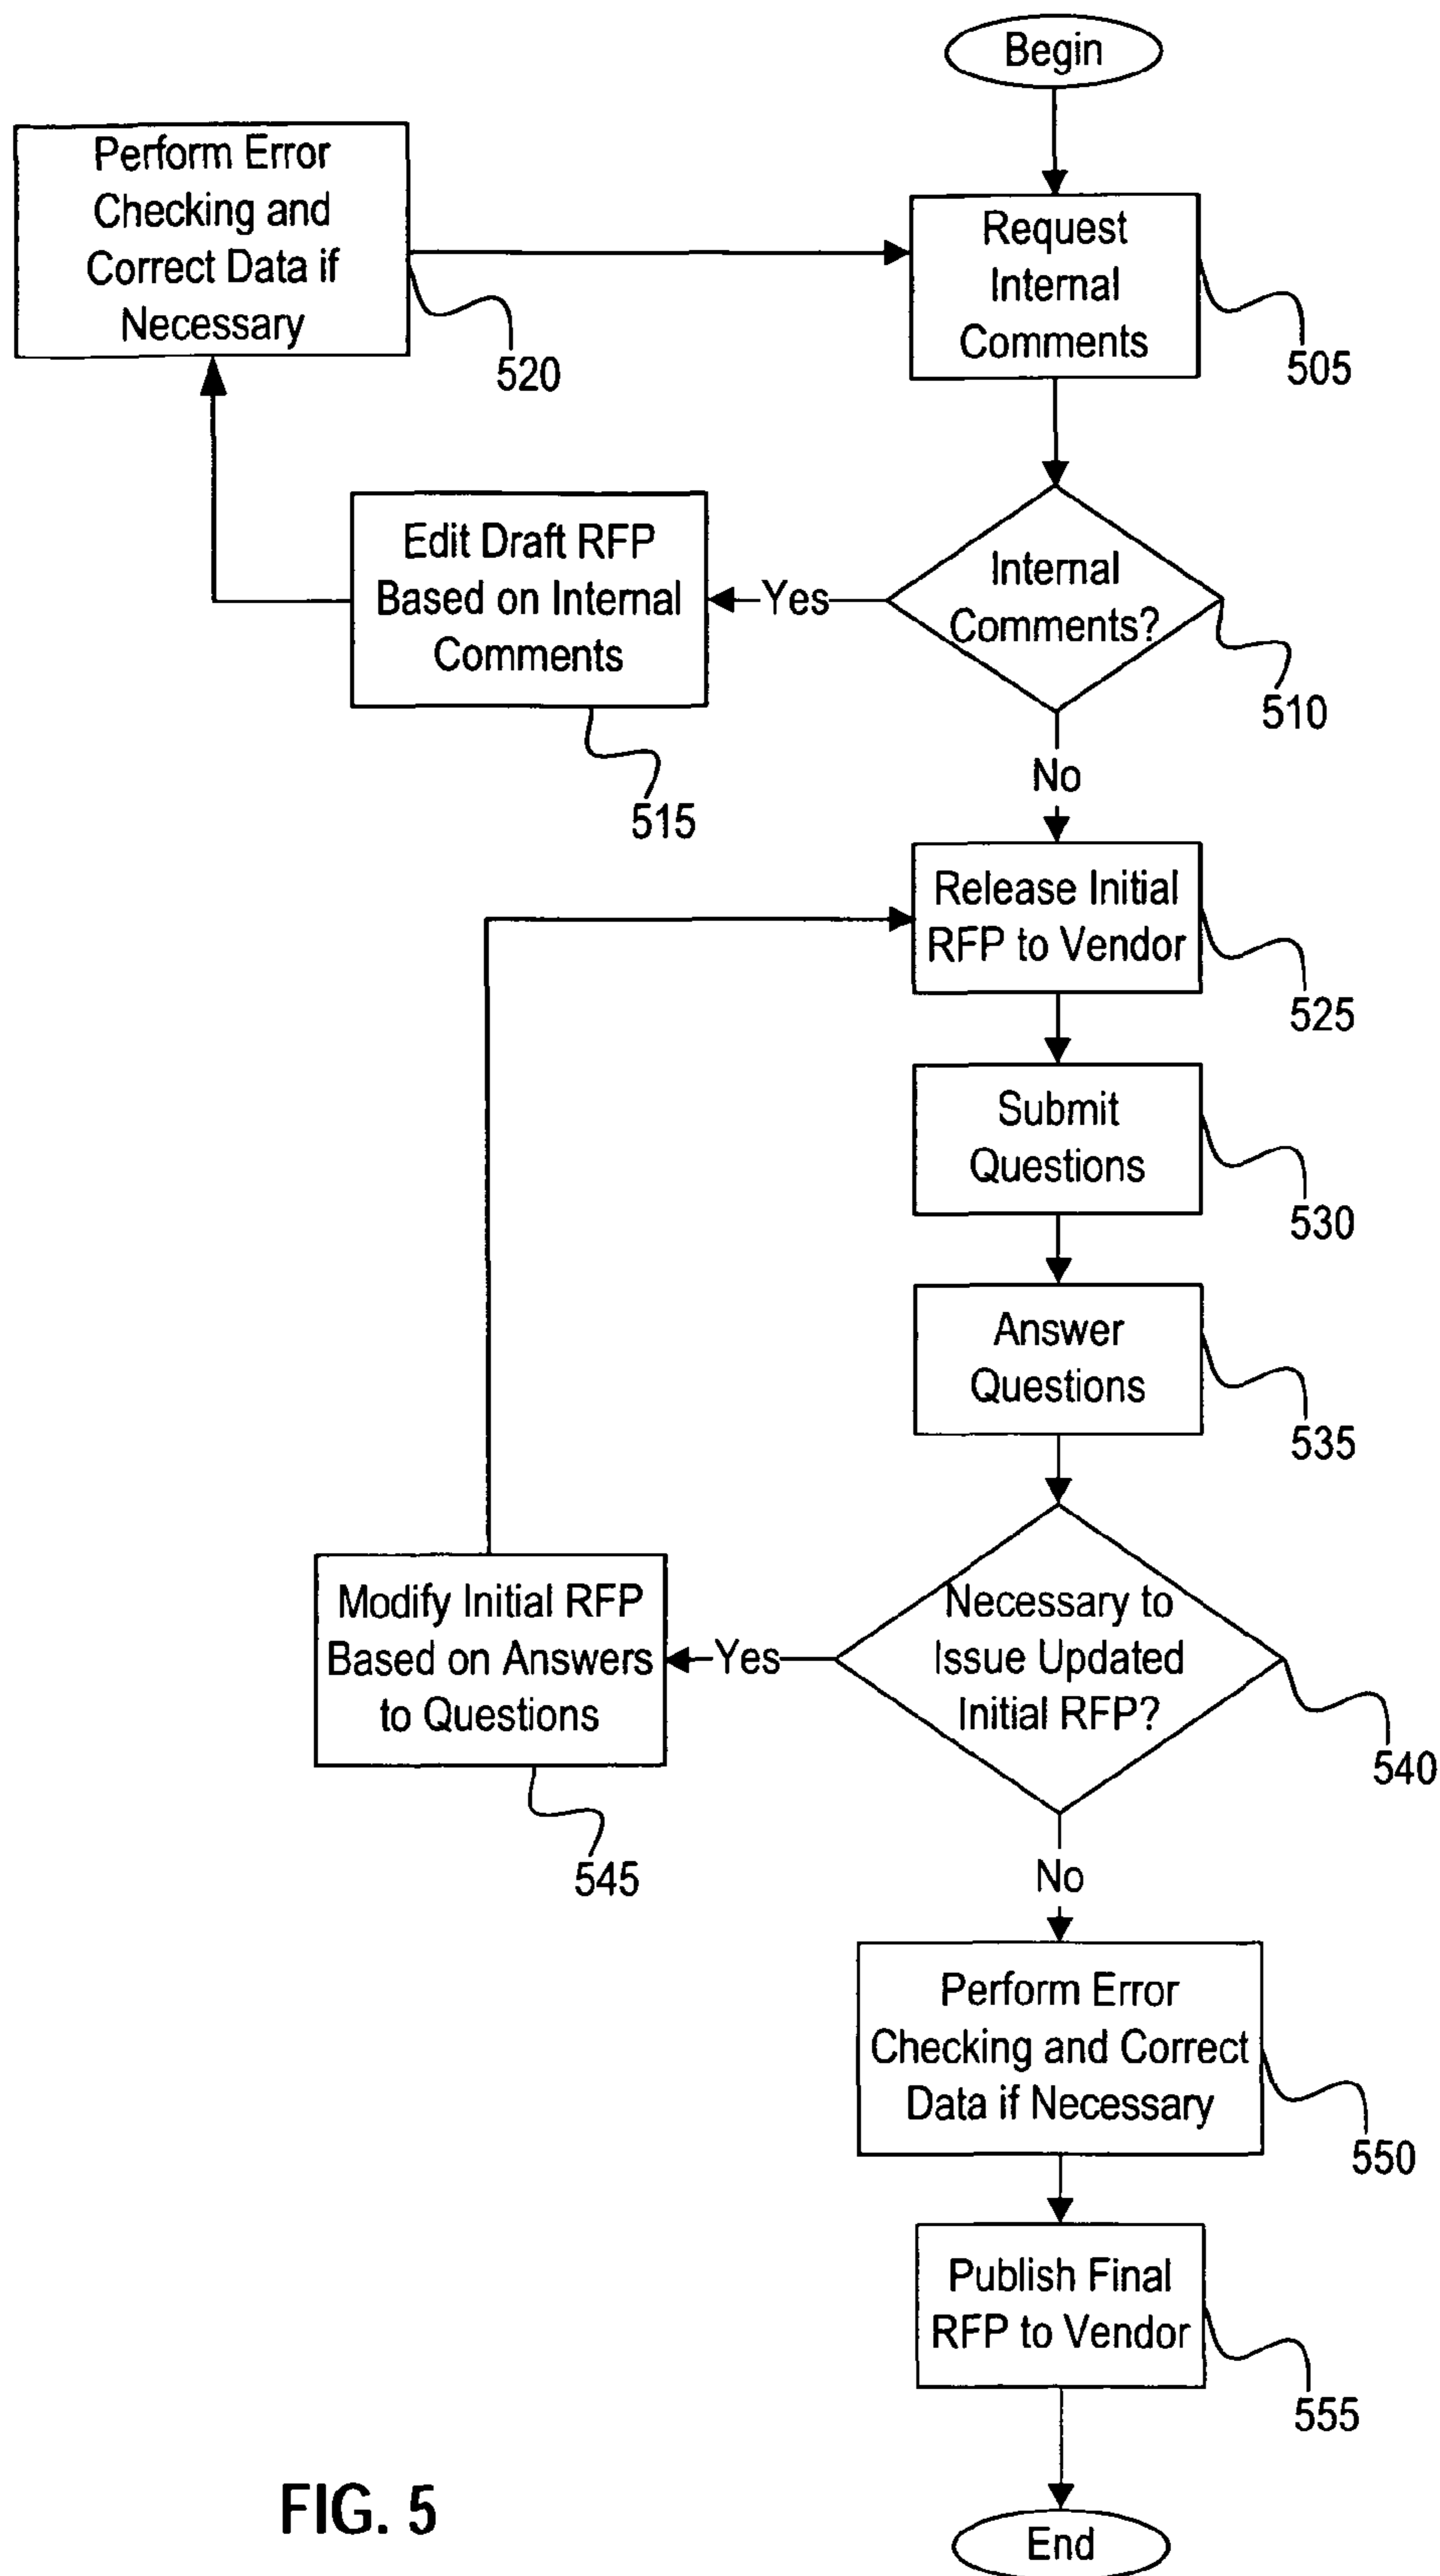 Begin
Perform Error
Checking and
Correct Data if
Necessary
520
Request
Internal
Comments
505
Edit Draft RFP
Based on Internal
Comments
515
Yes
Internal
Comments?
510
No
Release Initial
RFP to Vendor
525
Submit
Questions
530
Answer
Questions
535
Modify Initial RFP
Based on Answers
to Questions
545
Yes
Necessary to
Issue Updated
Initial RFP?
540
No
Perform Error
Checking and Correct
Data if Necessary
550
Publish Final
RFP to Vendor
555
FIG. 5
End